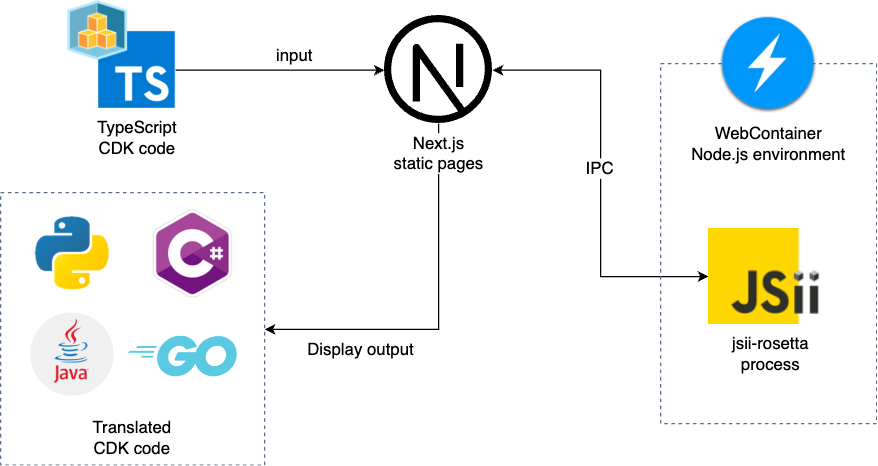 TS
TypeScript
CDK code
input
N
Next.js
static pages
IPC
WebContainer
Node.js environment
JSii
jsii-rosetta
process
C#
Java
GO
Translated
CDK code
Display output